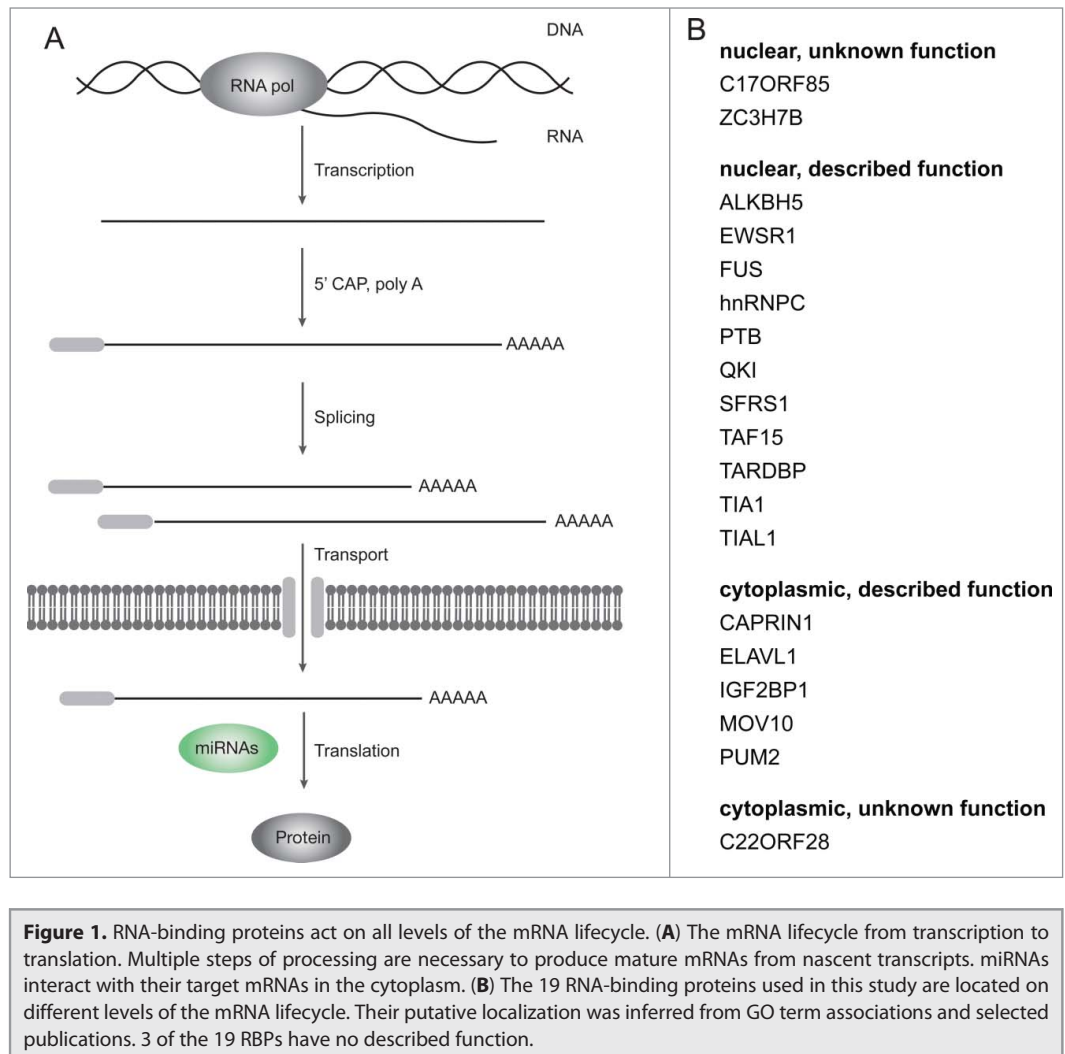 A
DNA
RNA pol
RNA
Transcription
5' CAP, poly A
AAAAA
Splicing
AAAAA
AAAAA
Transport
AAAAA
miRNAs
Translation
Protein
B
nuclear, unknown function
C17ORF85
ZC3H7B
nuclear, described function
ALKBH5
EWSR1
FUS
hnRNPC
PTB
QKI
SFRS1
TAF15
TARDBP
TIA1
TIAL1
cytoplasmic, described function
CAPRIN1
ELAVL1
IGF2BP1
MOV10
PUM2
cytoplasmic, unknown function
C22ORF28
Figure 1. RNA-binding proteins act on all levels of the mRNA lifecycle. (A) The mRNA lifecycle from transcription to
translation. Multiple steps of processing are necessary to produce mature mRNAs from nascent transcripts. miRNAs
interact with their target mRNAs in the cytoplasm. (B) The 19 RNA-binding proteins used in this study are located on
different levels of the mRNA lifecycle. Their putative localization was inferred from GO term associations and selected
publications. 3 of the 19 RBPs have no described function.